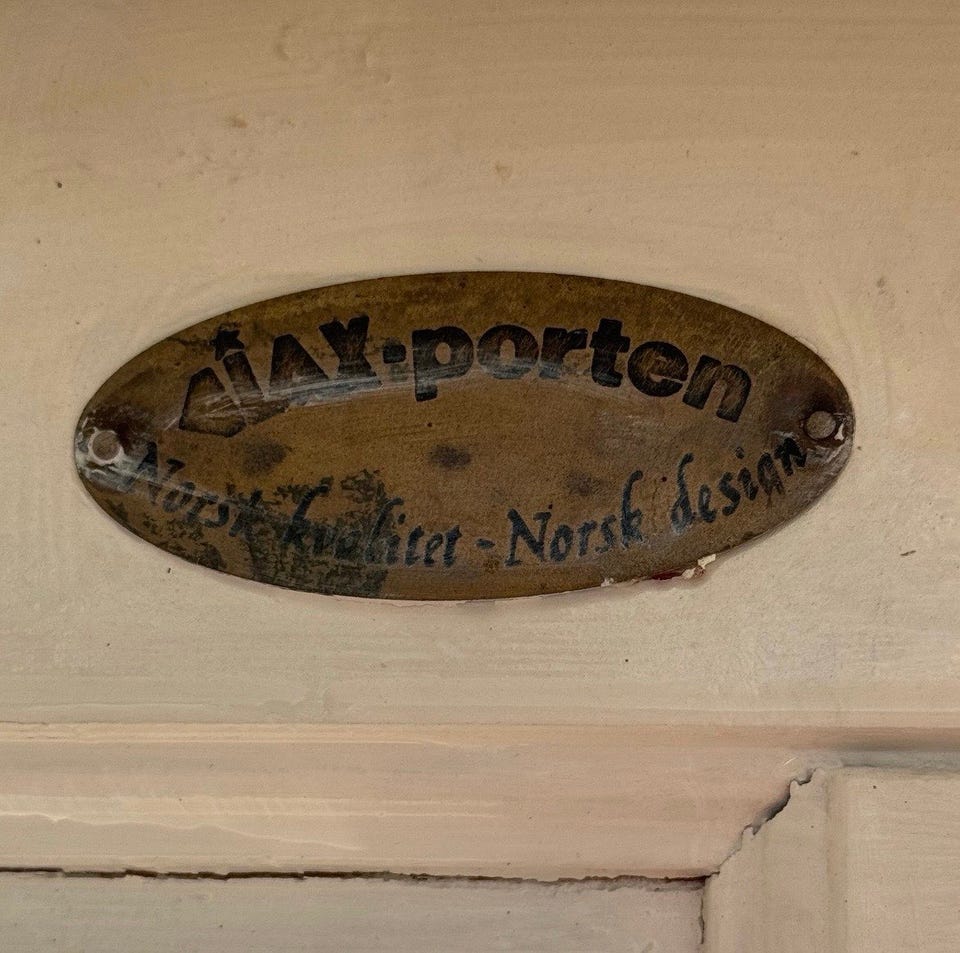 AJAX-porten
Norsk kvalitet - Norsk design